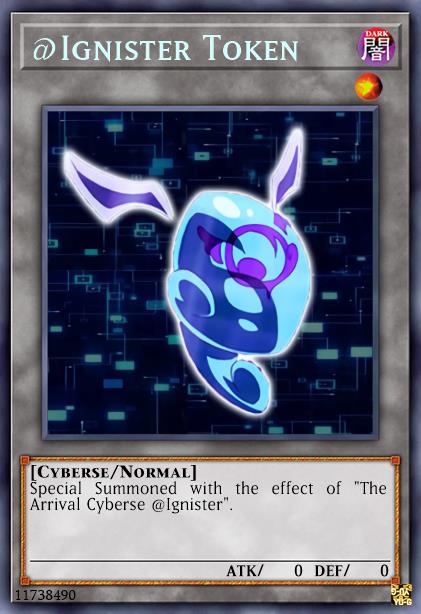 @Ignister Token
DARK
闇
[Cyberse/Normal]
Special Summoned with the effect of "The
Arrival Cyberse @Ignister".
ATK/ 0 DEF/ 0
11738490